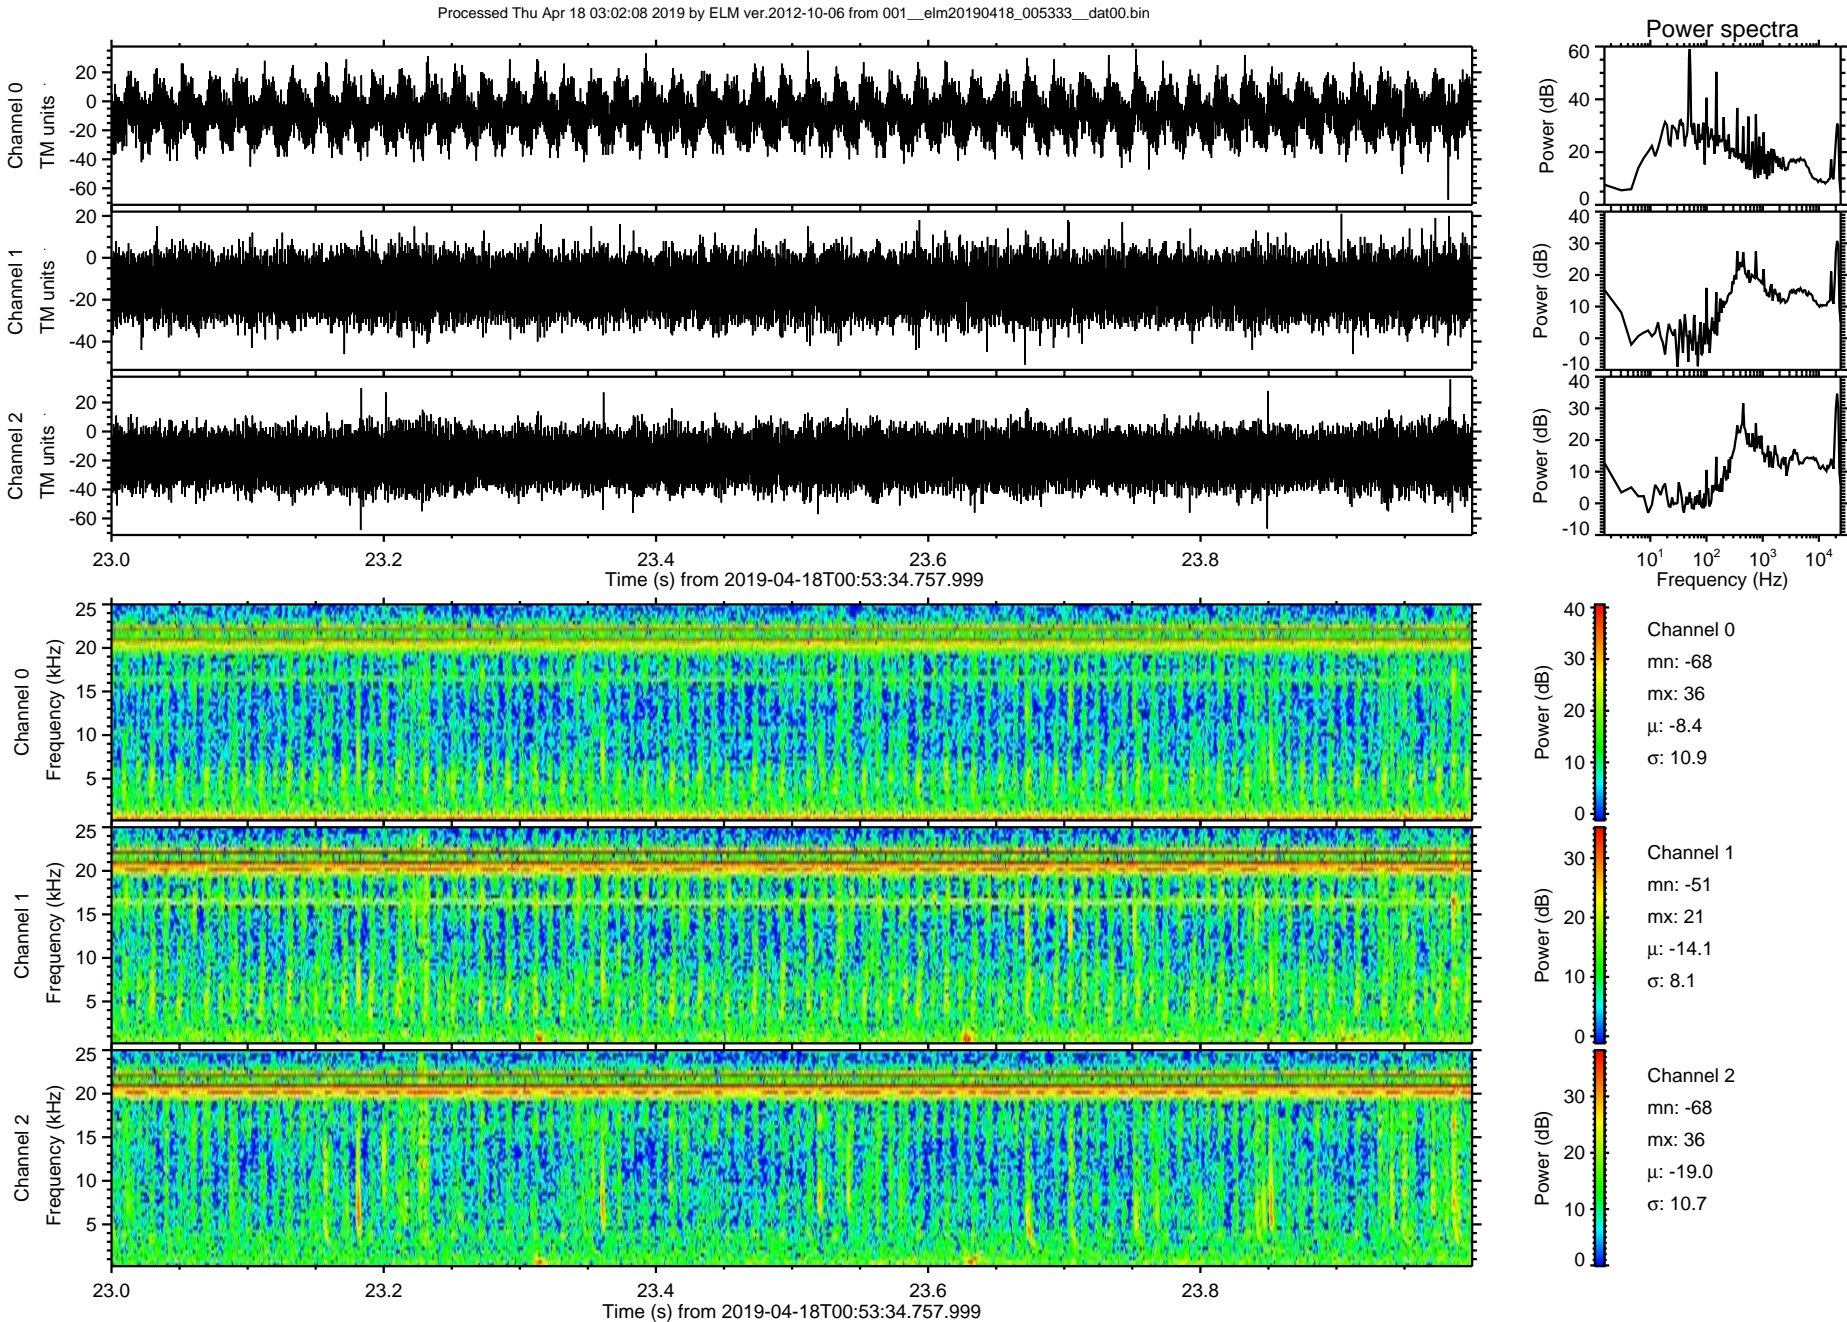 Processed Thu Apr 18 03:02:08 2019 by ELM ver.2012-10-06 from 001__elm20190418_005333__dat00.bin
Power spectra
Channel 0
TM units
20
0
-20
-40
-60
Power (dB)
60
40
20
0
Channel 1
TM units
20
0
-20
-40
Power (dB)
40
30
20
10
0
-10
Channel 2
TM units
20
0
-20
-40
-60
Power (dB)
40
30
20
10
0
-10
23.0 23.2 23.4 23.6 23.8
Time (s) from 2019-04-18T00:53:34.757.999
10¹ 10² 10³ 10⁴
Frequency (Hz)
Channel 0
Frequency (kHz)
25
20
15
10
5
Power (dB)
40
30
20
10
0
Channel 0
mn: -68
mx: 36
μ: -8.4
σ: 10.9
Channel 1
Frequency (kHz)
25
20
15
10
5
Power (dB)
30
20
10
0
Channel 1
mn: -51
mx: 21
μ: -14.1
σ: 8.1
Channel 2
Frequency (kHz)
25
20
15
10
5
Power (dB)
30
20
10
0
Channel 2
mn: -68
mx: 36
μ: -19.0
σ: 10.7
23.0 23.2 23.4 23.6 23.8
Time (s) from 2019-04-18T00:53:34.757.999